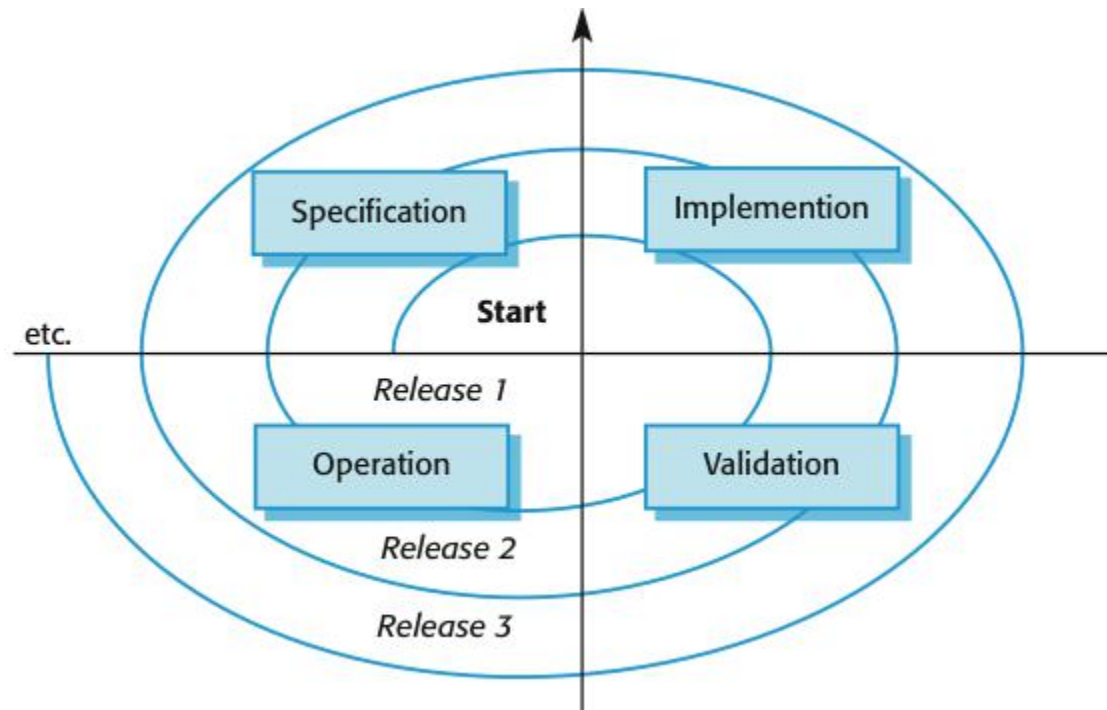 Specification
Implemention
Start
etc.
Release 1
Operation
Validation
Release 2
Release 3